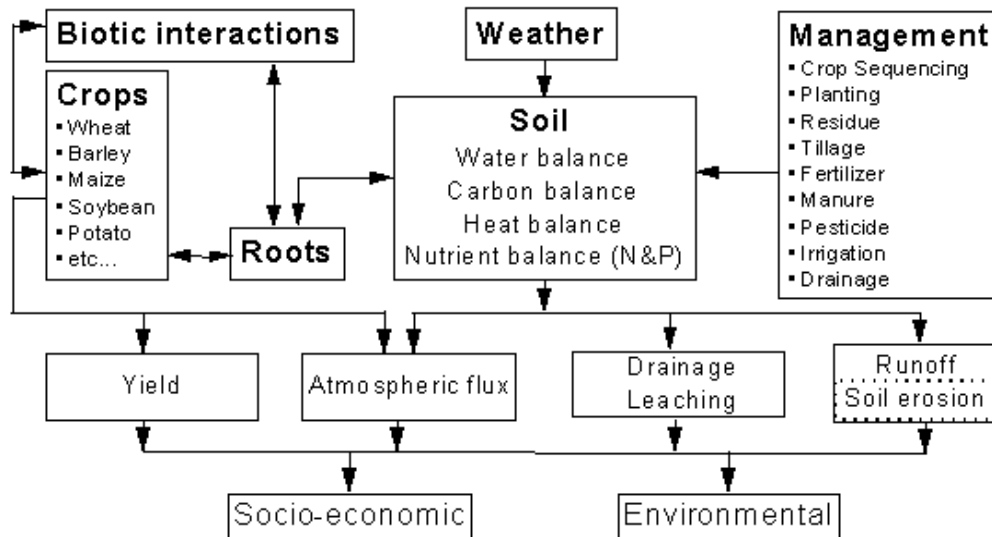 Biotic interactions
Weather
Management
▪ Crop Sequencing
▪ Planting
▪ Residue
▪ Tillage
▪ Fertilizer
▪ Manure
▪ Pesticide
▪ Irrigation
▪ Drainage
Crops
▪ Wheat
▪ Barley
▪ Maize
▪ Soybean
▪ Potato
▪ etc...
Soil
Water balance
Carbon balance
Heat balance
Nutrient balance (N&P)
Roots
Yield
Atmospheric flux
Drainage
Leaching
Runoff
Soil erosion
Socio-economic
Environmental